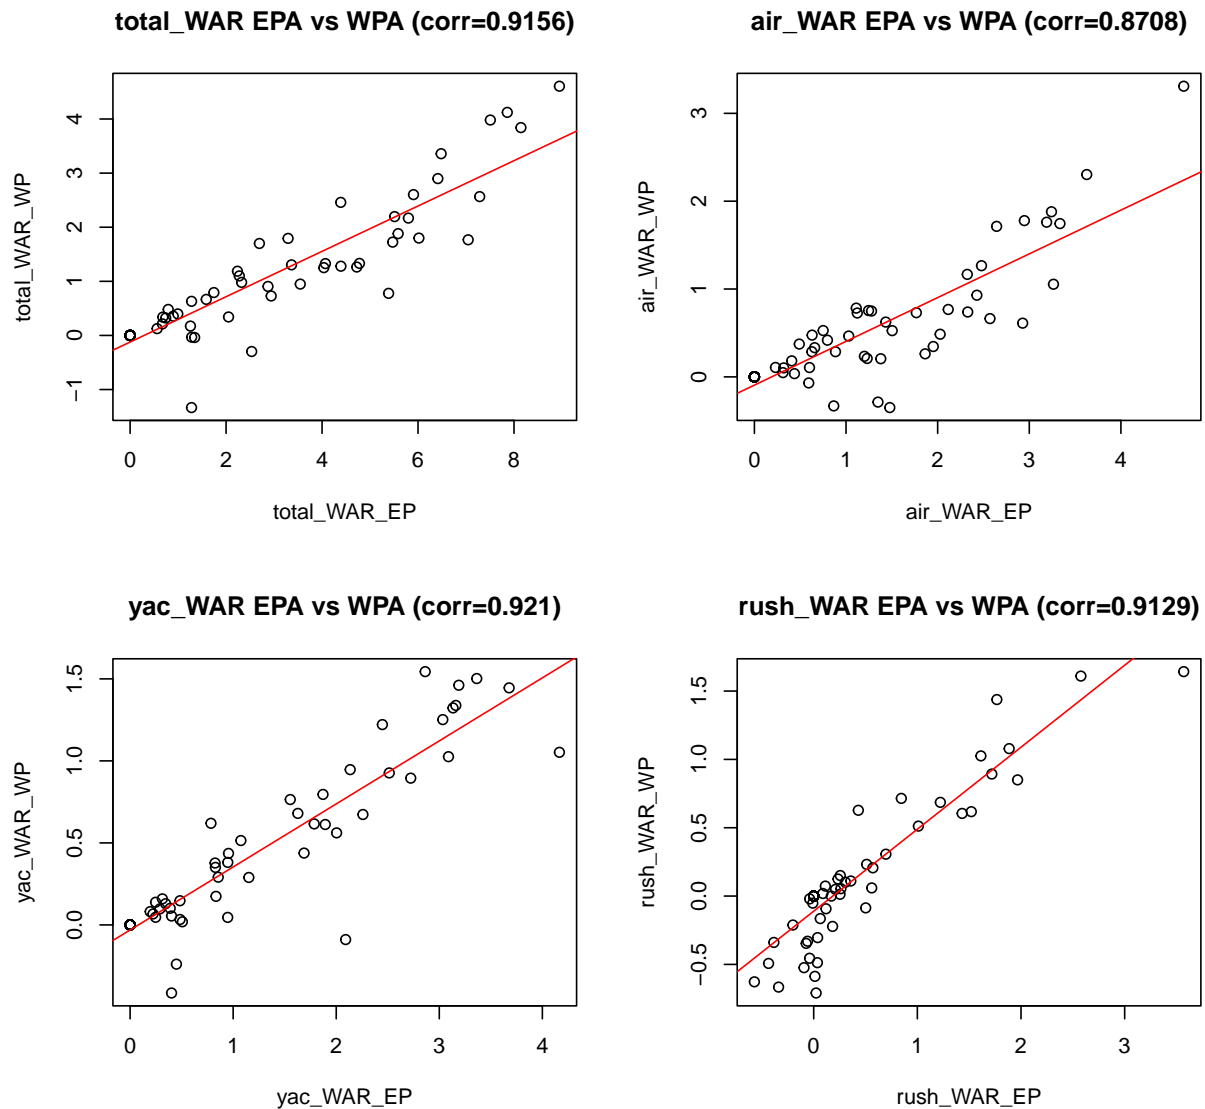 total_WAR EPA vs WPA (corr=0.9156)
total_WAR_WP
4
3
2
1
0
−1
0 2 4 6 8
total_WAR_EP
air_WAR EPA vs WPA (corr=0.8708)
air_WAR_WP
3
2
1
0
0 1 2 3 4
air_WAR_EP
yac_WAR EPA vs WPA (corr=0.921)
yac_WAR_WP
1.5
1.0
0.5
0.0
0 1 2 3 4
yac_WAR_EP
rush_WAR EPA vs WPA (corr=0.9129)
rush_WAR_WP
1.5
1.0
0.5
0.0
−0.5
0 1 2 3
rush_WAR_EP